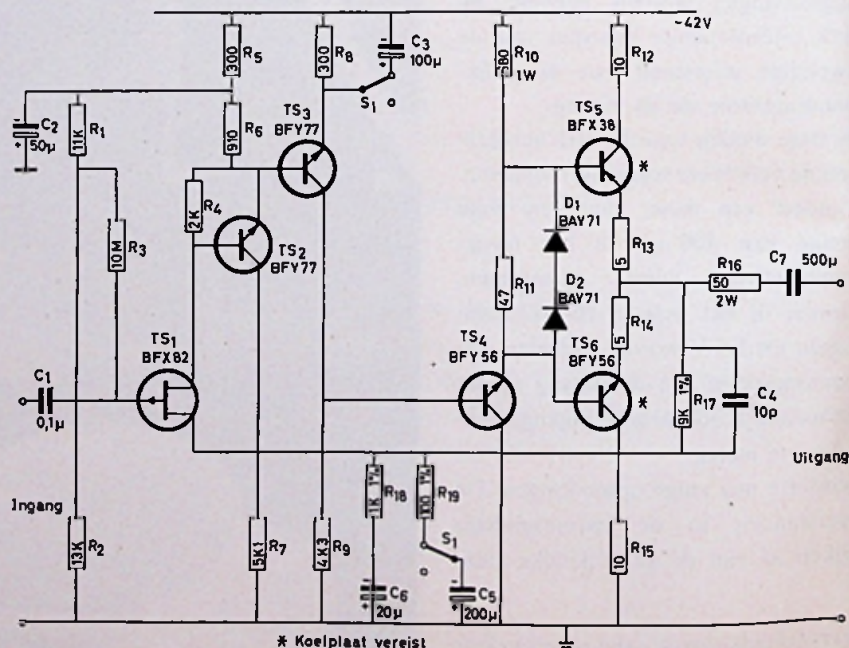 -42V
R5
300
R8
300
C3
100µ
S1
R10
680
1W
R12
10
C2
50µ
R1
11K
R6
910
TS3
BFY77
TS5
BFX38
*
R3
10M
R4
2K
TS2
BFY77
D1
BAY71
R13
5
R11
47
D2
BAY71
R16
50
2W
C7
500µ
R14
5
TS1
BFX82
TS4
BFY56
TS6
BFY56
*
C1
0,1µ
R17
9K 1%
C4
10p
Ingang
Uitgang
R18
1K 1%
R19
100 1%
R2
13K
R7
5K1
R9
4K3
S1
R15
10
C6
20µ
C5
200µ
* Koelplaat vereist